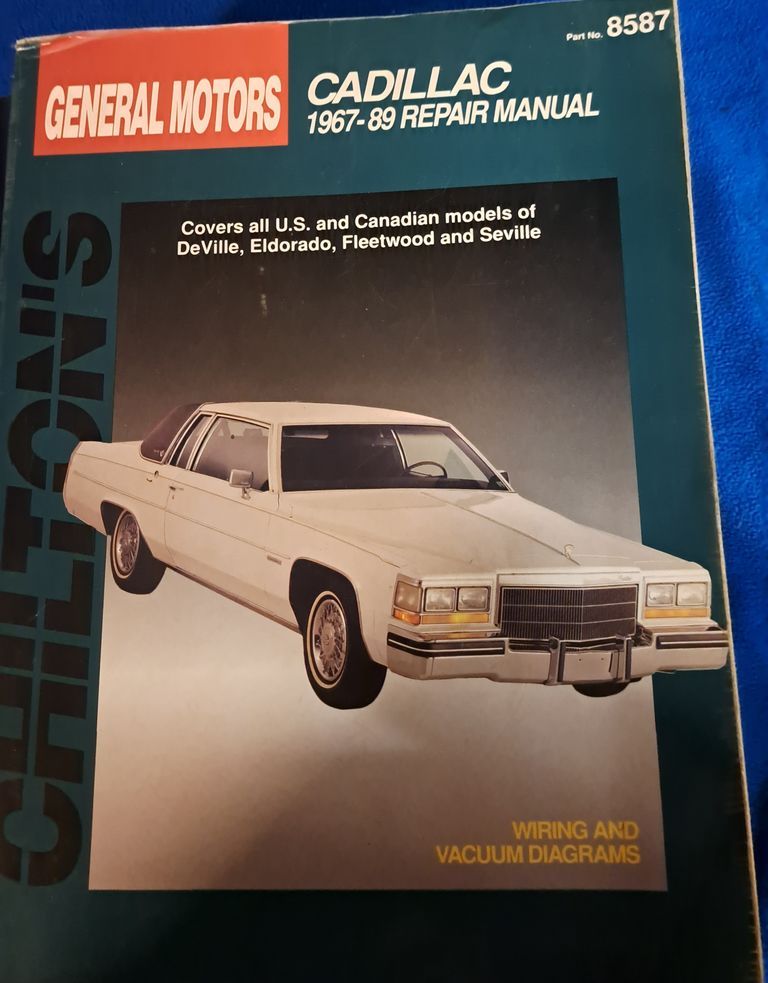 Part No. 8587
GENERAL MOTORS
CADILLAC
1967-89 REPAIR MANUAL
Covers all U.S. and Canadian models of
DeVille, Eldorado, Fleetwood and Seville
CHILTON'S
WIRING AND
VACUUM DIAGRAMS